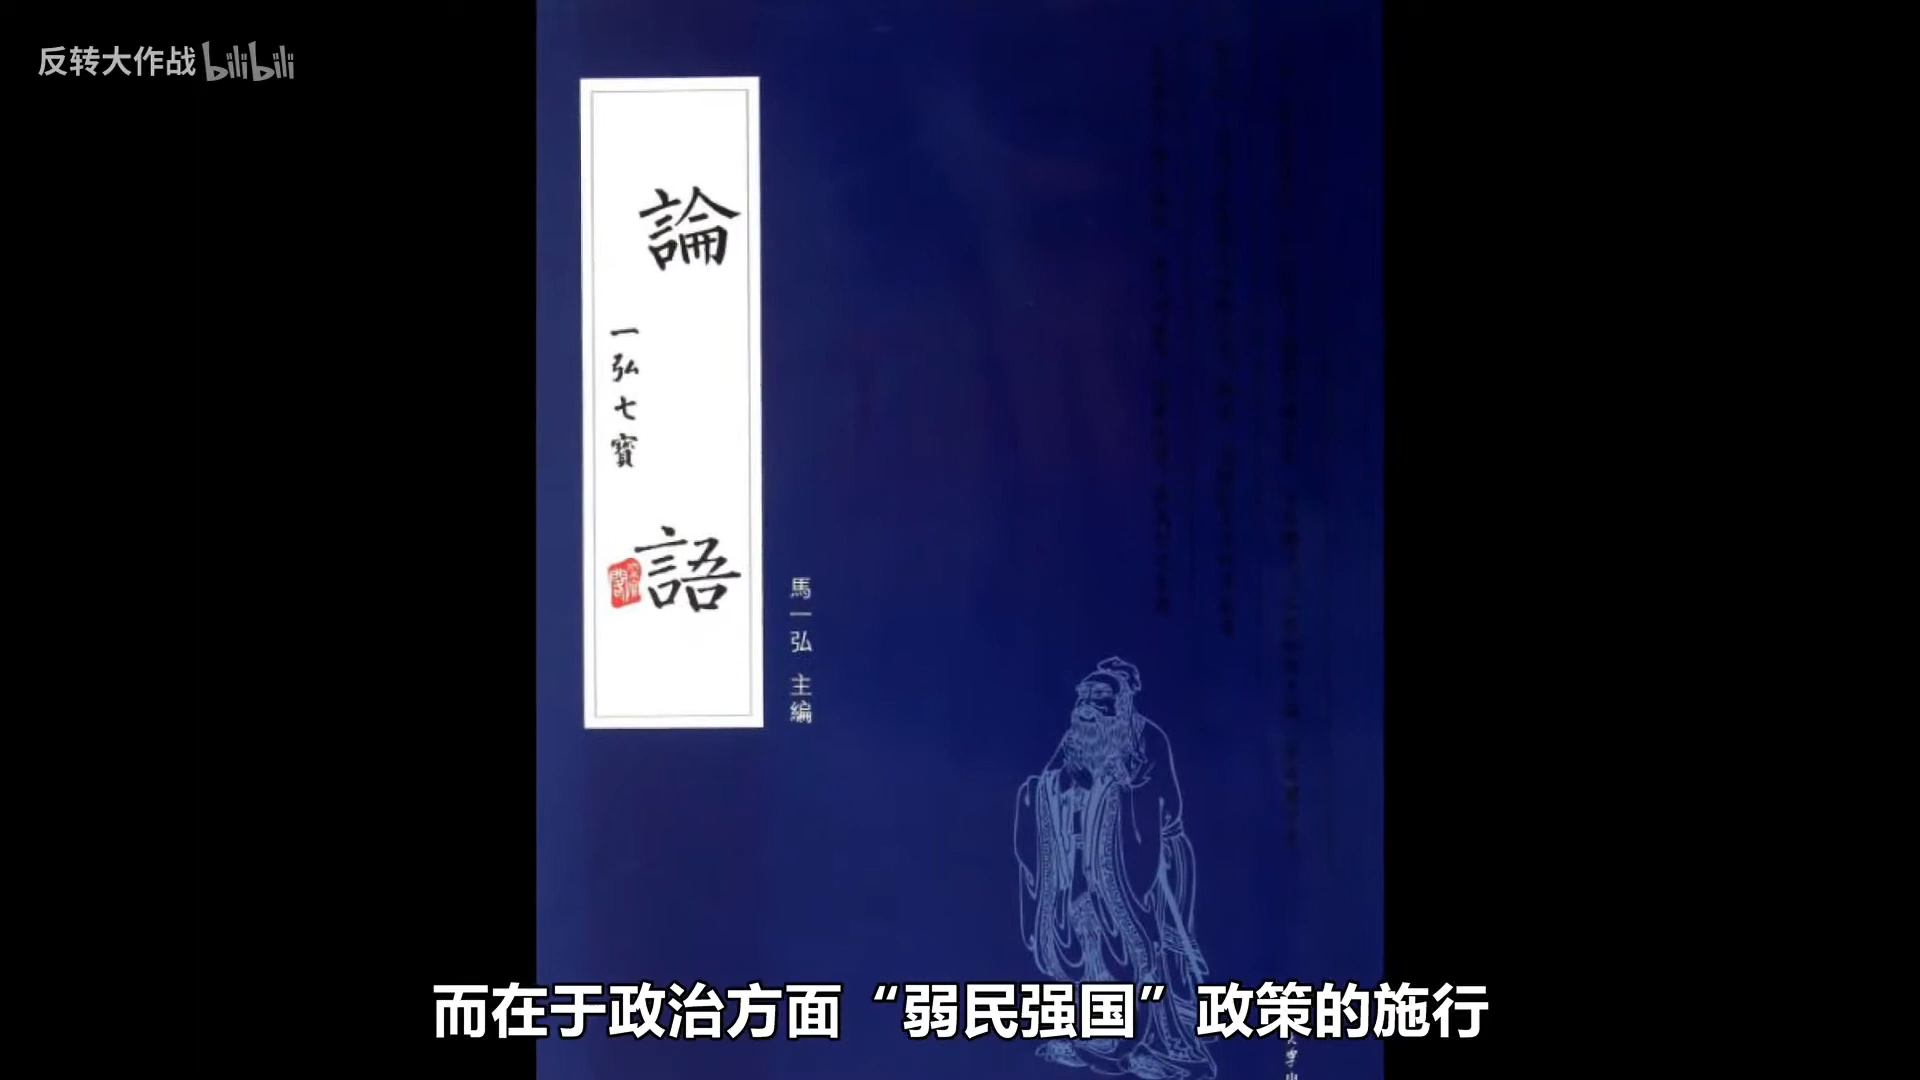 反转大作战 bilibili
論語
一弘七寶
馬一弘 主編
而在于政治方面“弱民强国”政策的施行